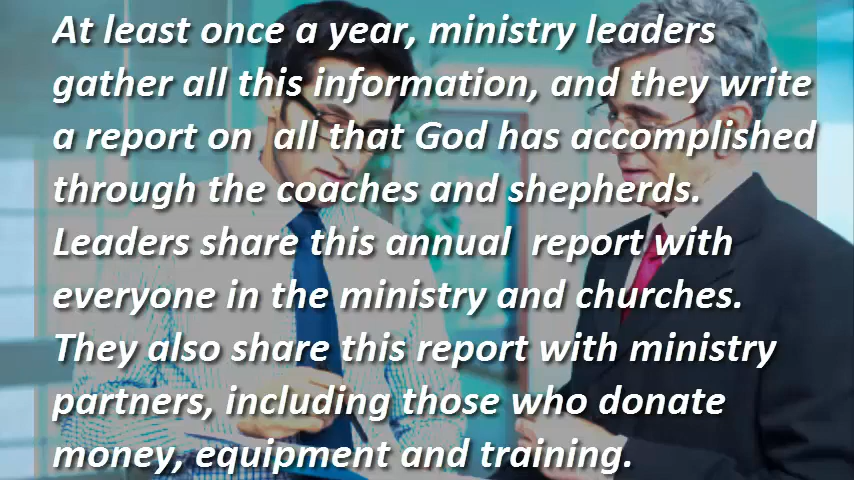 At least once a year, ministry leaders
gather all this information, and they write
a report on  all that God has accomplished
through the coaches and shepherds.
Leaders share this annual  report with
everyone in the ministry and churches.
They also share this report with ministry
partners, including those who donate
money, equipment and training.